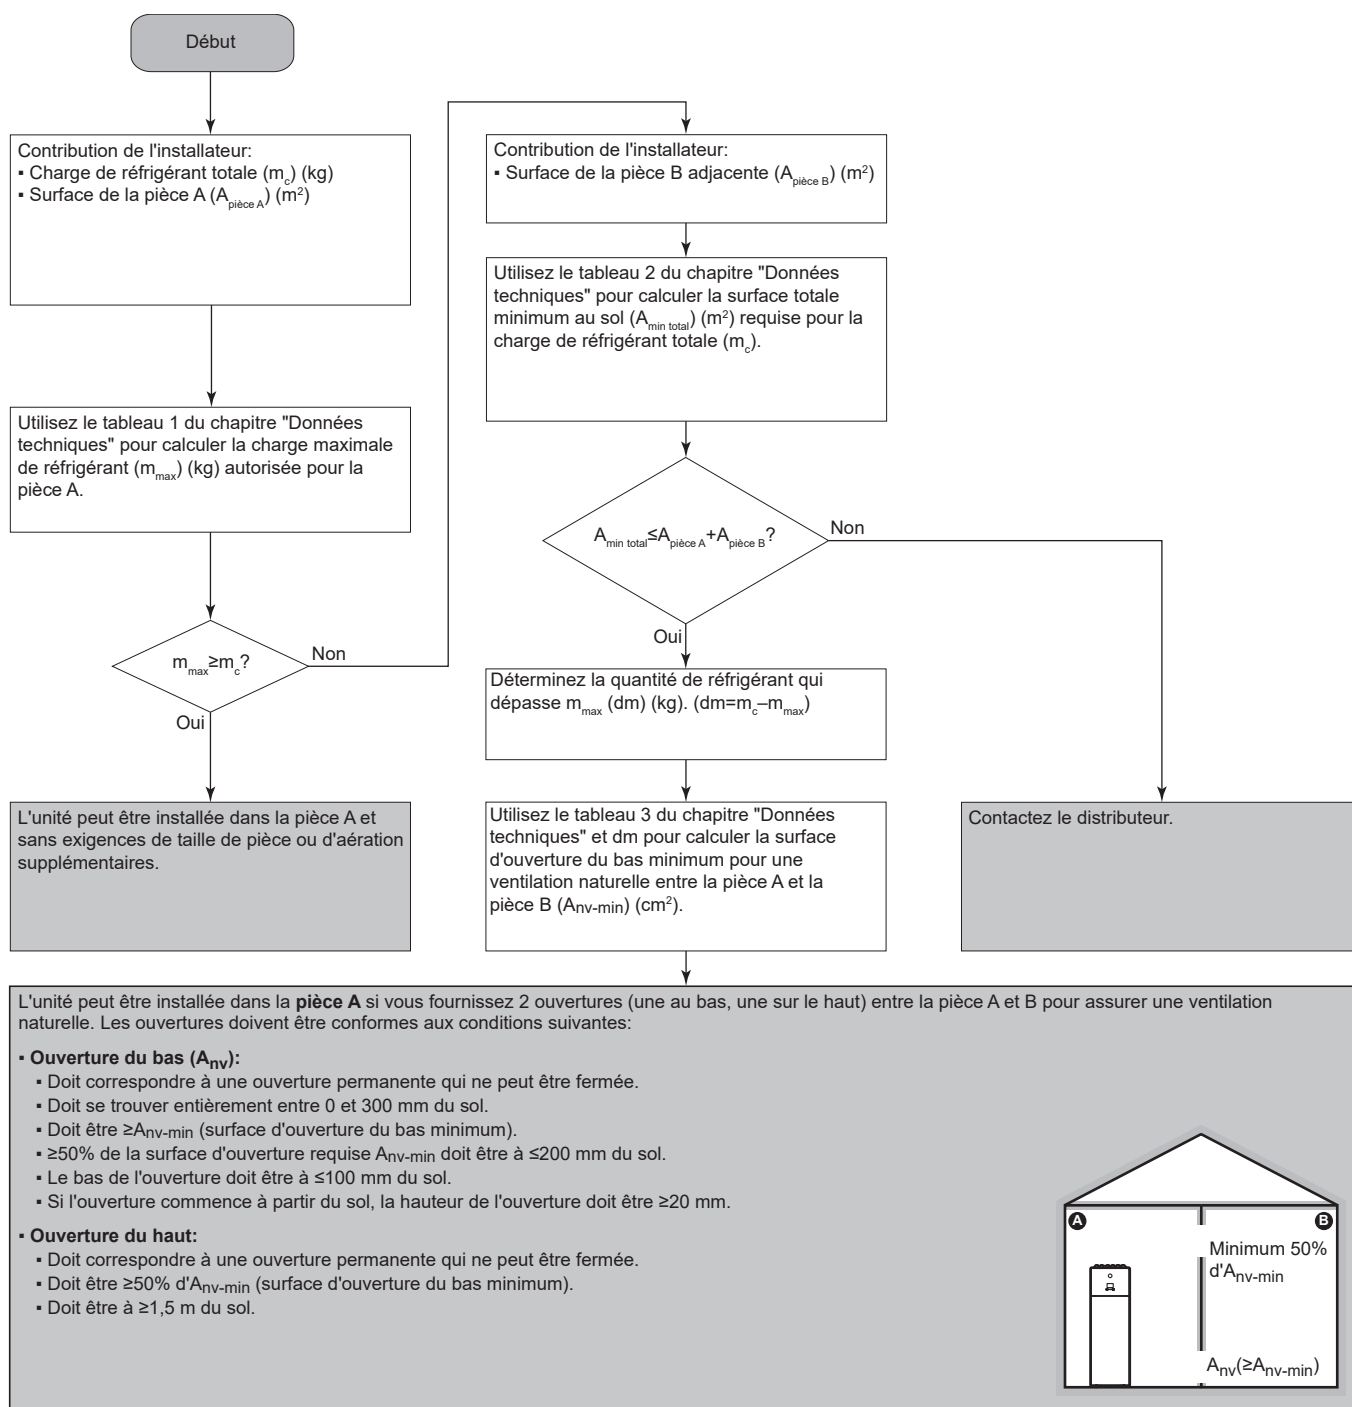 Début
Contribution de l'installateur:
▪ Charge de réfrigérant totale (mc) (kg)
▪ Surface de la pièce A (Apièce A) (m²)
Utilisez le tableau 1 du chapitre "Données
techniques" pour calculer la charge maximale
de réfrigérant (mmax) (kg) autorisée pour la
pièce A.
mmax≥mc?
Non
Oui
L'unité peut être installée dans la pièce A et
sans exigences de taille de pièce ou d'aération
supplémentaires.
Contribution de l'installateur:
▪ Surface de la pièce B adjacente (Apièce B) (m²)
Utilisez le tableau 2 du chapitre "Données
techniques" pour calculer la surface totale
minimum au sol (Amin total) (m²) requise pour la
charge de réfrigérant totale (mc).
Amin total≤Apièce A+Apièce B?
Non
Oui
Déterminez la quantité de réfrigérant qui
dépasse mmax (dm) (kg). (dm=mc–mmax)
Utilisez le tableau 3 du chapitre "Données
techniques" et dm pour calculer la surface
d'ouverture du bas minimum pour une
ventilation naturelle entre la pièce A et la
pièce B (Anv-min) (cm²).
Contactez le distributeur.
L'unité peut être installée dans la pièce A si vous fournissez 2 ouvertures (une au bas, une sur le haut) entre la pièce A et B pour assurer une ventilation
naturelle. Les ouvertures doivent être conformes aux conditions suivantes:
▪ Ouverture du bas (Anv):
▪ Doit correspondre à une ouverture permanente qui ne peut être fermée.
▪ Doit se trouver entièrement entre 0 et 300 mm du sol.
▪ Doit être ≥Anv-min (surface d'ouverture du bas minimum).
▪ ≥50% de la surface d'ouverture requise Anv-min doit être à ≤200 mm du sol.
▪ Le bas de l'ouverture doit être à ≤100 mm du sol.
▪ Si l'ouverture commence à partir du sol, la hauteur de l'ouverture doit être ≥20 mm.
▪ Ouverture du haut:
▪ Doit correspondre à une ouverture permanente qui ne peut être fermée.
▪ Doit être ≥50% d'Anv-min (surface d'ouverture du bas minimum).
▪ Doit être à ≥1,5 m du sol.
A
B
Minimum 50%
d'Anv-min
Anv(≥Anv-min)